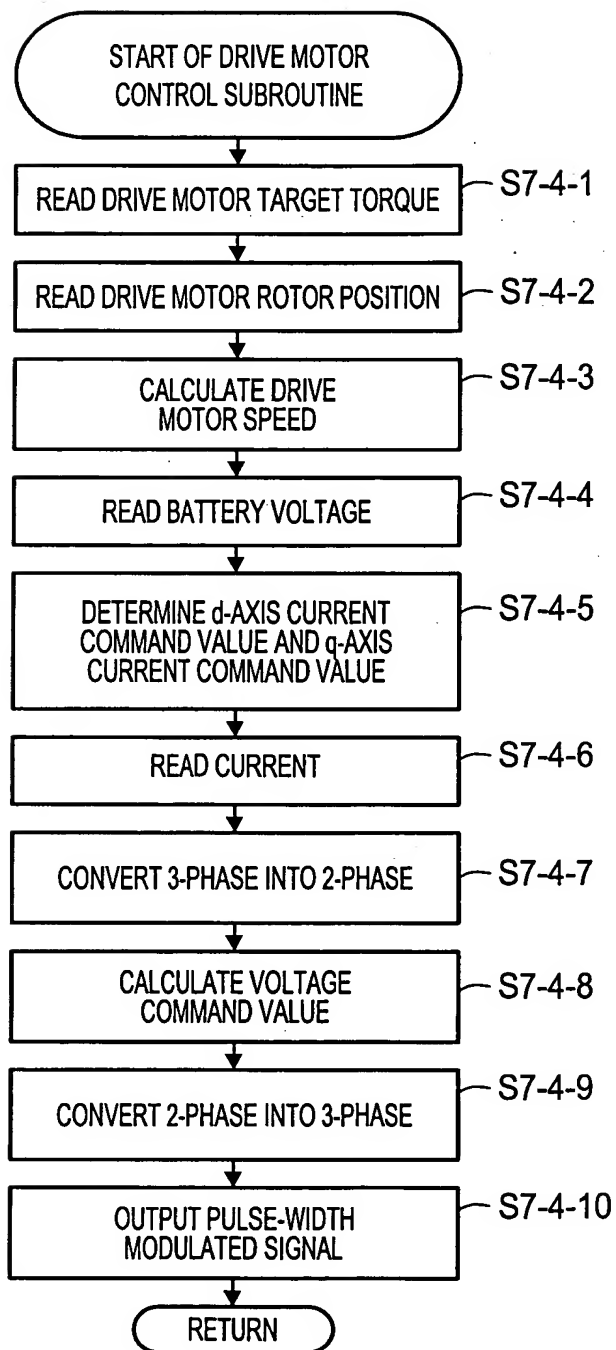 START OF DRIVE MOTOR
CONTROL SUBROUTINE
READ DRIVE MOTOR TARGET TORQUE
S7-4-1
READ DRIVE MOTOR ROTOR POSITION
S7-4-2
CALCULATE DRIVE
MOTOR SPEED
S7-4-3
READ BATTERY VOLTAGE
S7-4-4
DETERMINE d-AXIS CURRENT
COMMAND VALUE AND q-AXIS
CURRENT COMMAND VALUE
S7-4-5
READ CURRENT
S7-4-6
CONVERT 3-PHASE INTO 2-PHASE
S7-4-7
CALCULATE VOLTAGE
COMMAND VALUE
S7-4-8
CONVERT 2-PHASE INTO 3-PHASE
S7-4-9
OUTPUT PULSE-WIDTH
MODULATED SIGNAL
S7-4-10
RETURN